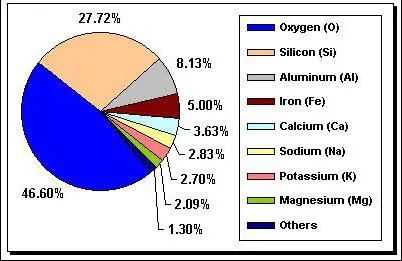 27.72%
8.13%
5.00%
3.63%
2.83%
2.70%
2.09%
1.30%
46.60%
Oxygen (O)
Silicon (Si)
Aluminum (Al)
Iron (Fe)
Calcium (Ca)
Sodium (Na)
Potassium (K)
Magnesium (Mg)
Others